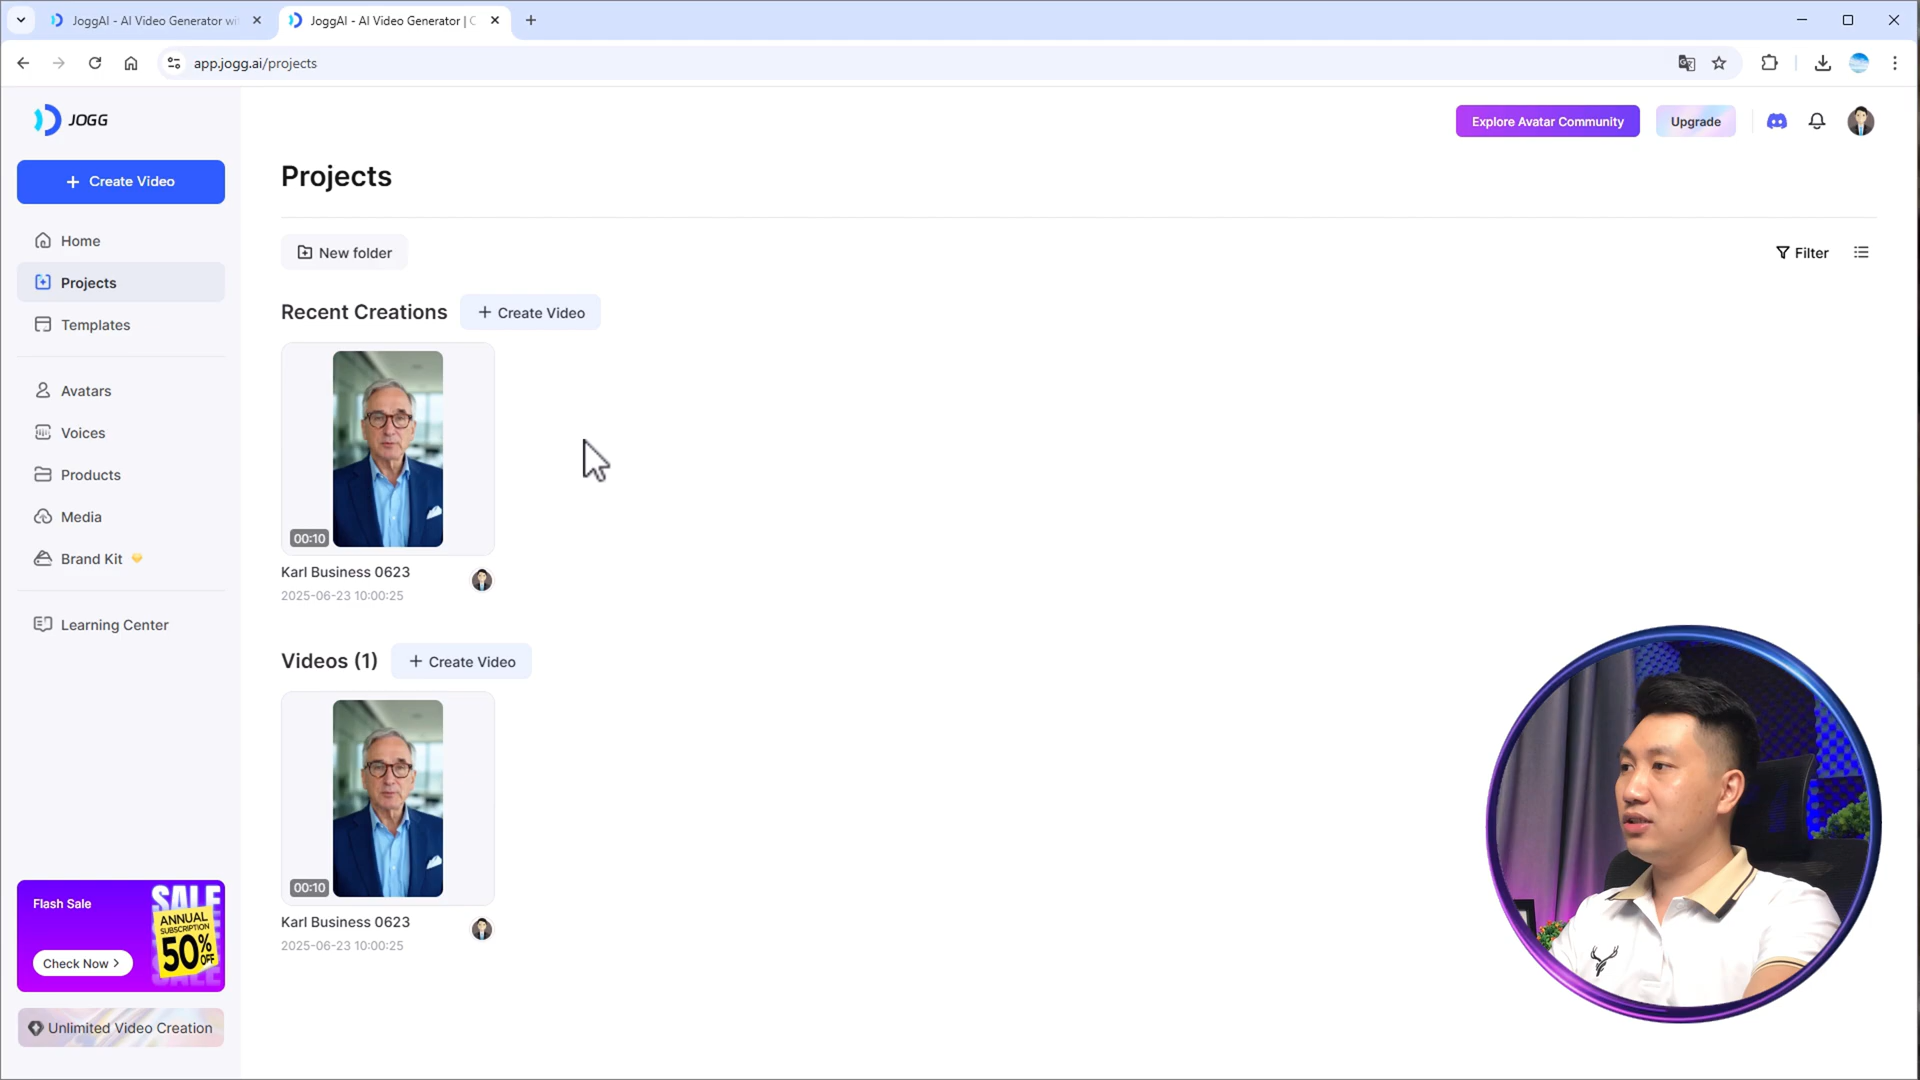 JoggAI - AI Video Generator wi
JoggAI - AI Video Generator | C
app.jogg.ai/projects
JOGG
Explore Avatar Community
Upgrade
+ Create Video
Projects
Home
Projects
Templates
New folder
Filter
Recent Creations
+ Create Video
Avatars
Voices
Products
Media
Brand Kit
Learning Center
00:10
Karl Business 0623
2025-06-23 10:00:25
Videos (1)
+ Create Video
00:10
Karl Business 0623
2025-06-23 10:00:25
Flash Sale
SALE
ANNUAL
SUBSCRIPTION
50% OFF
SALE
Check Now >
Unlimited Video Creation